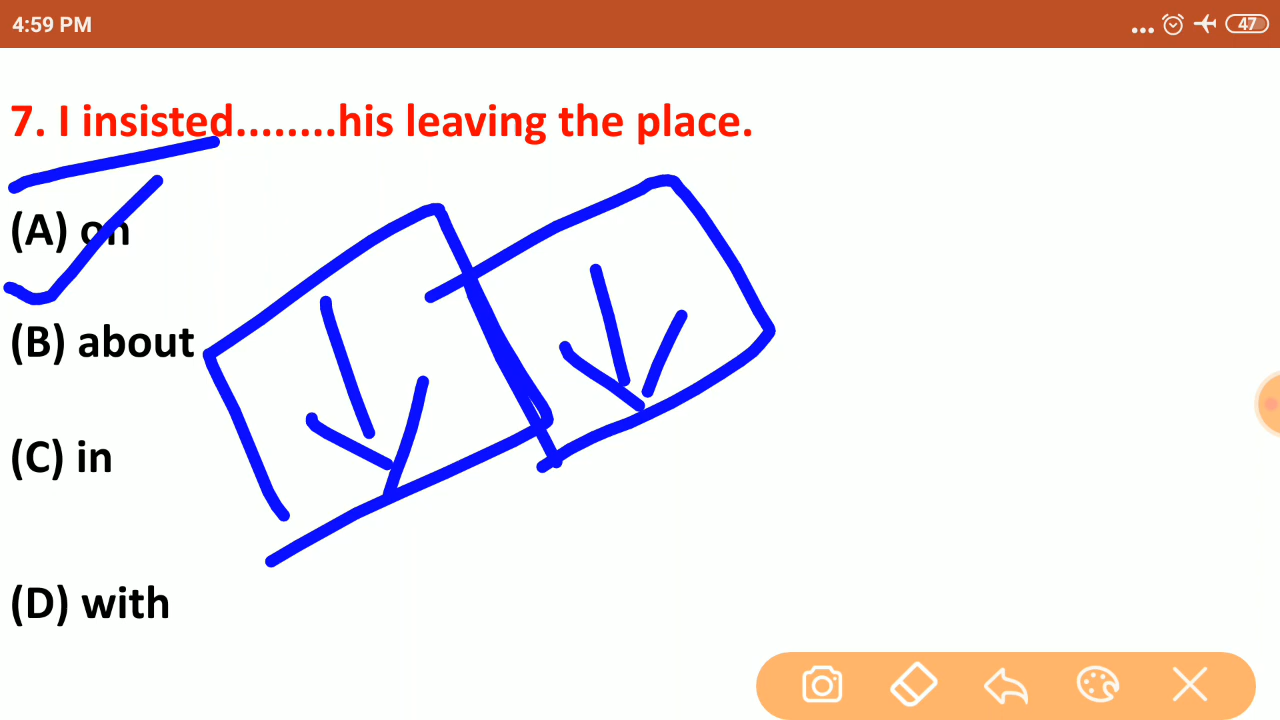 4:59 PM
47
7. I insisted........his leaving the place.
(A) on
(B) about
(C) in
(D) with